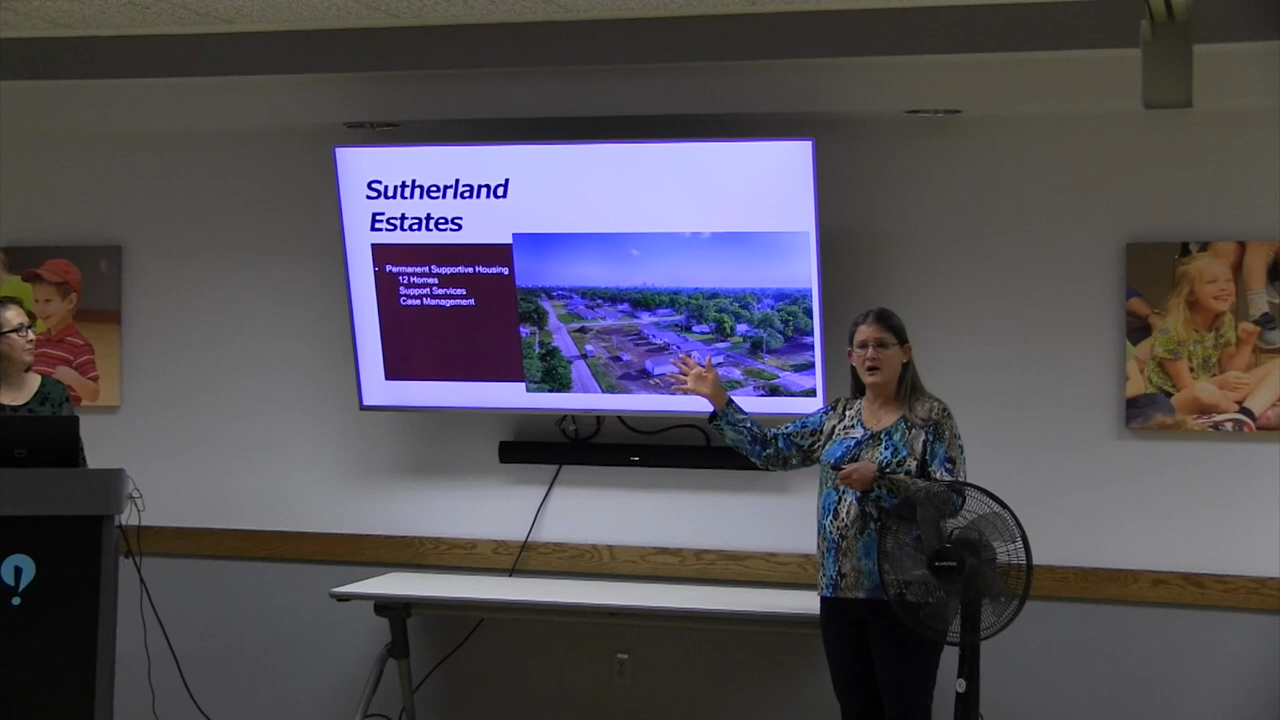 Sutherland
Estates
• Permanent Supportive Housing
12 Homes
Support Services
Case Management